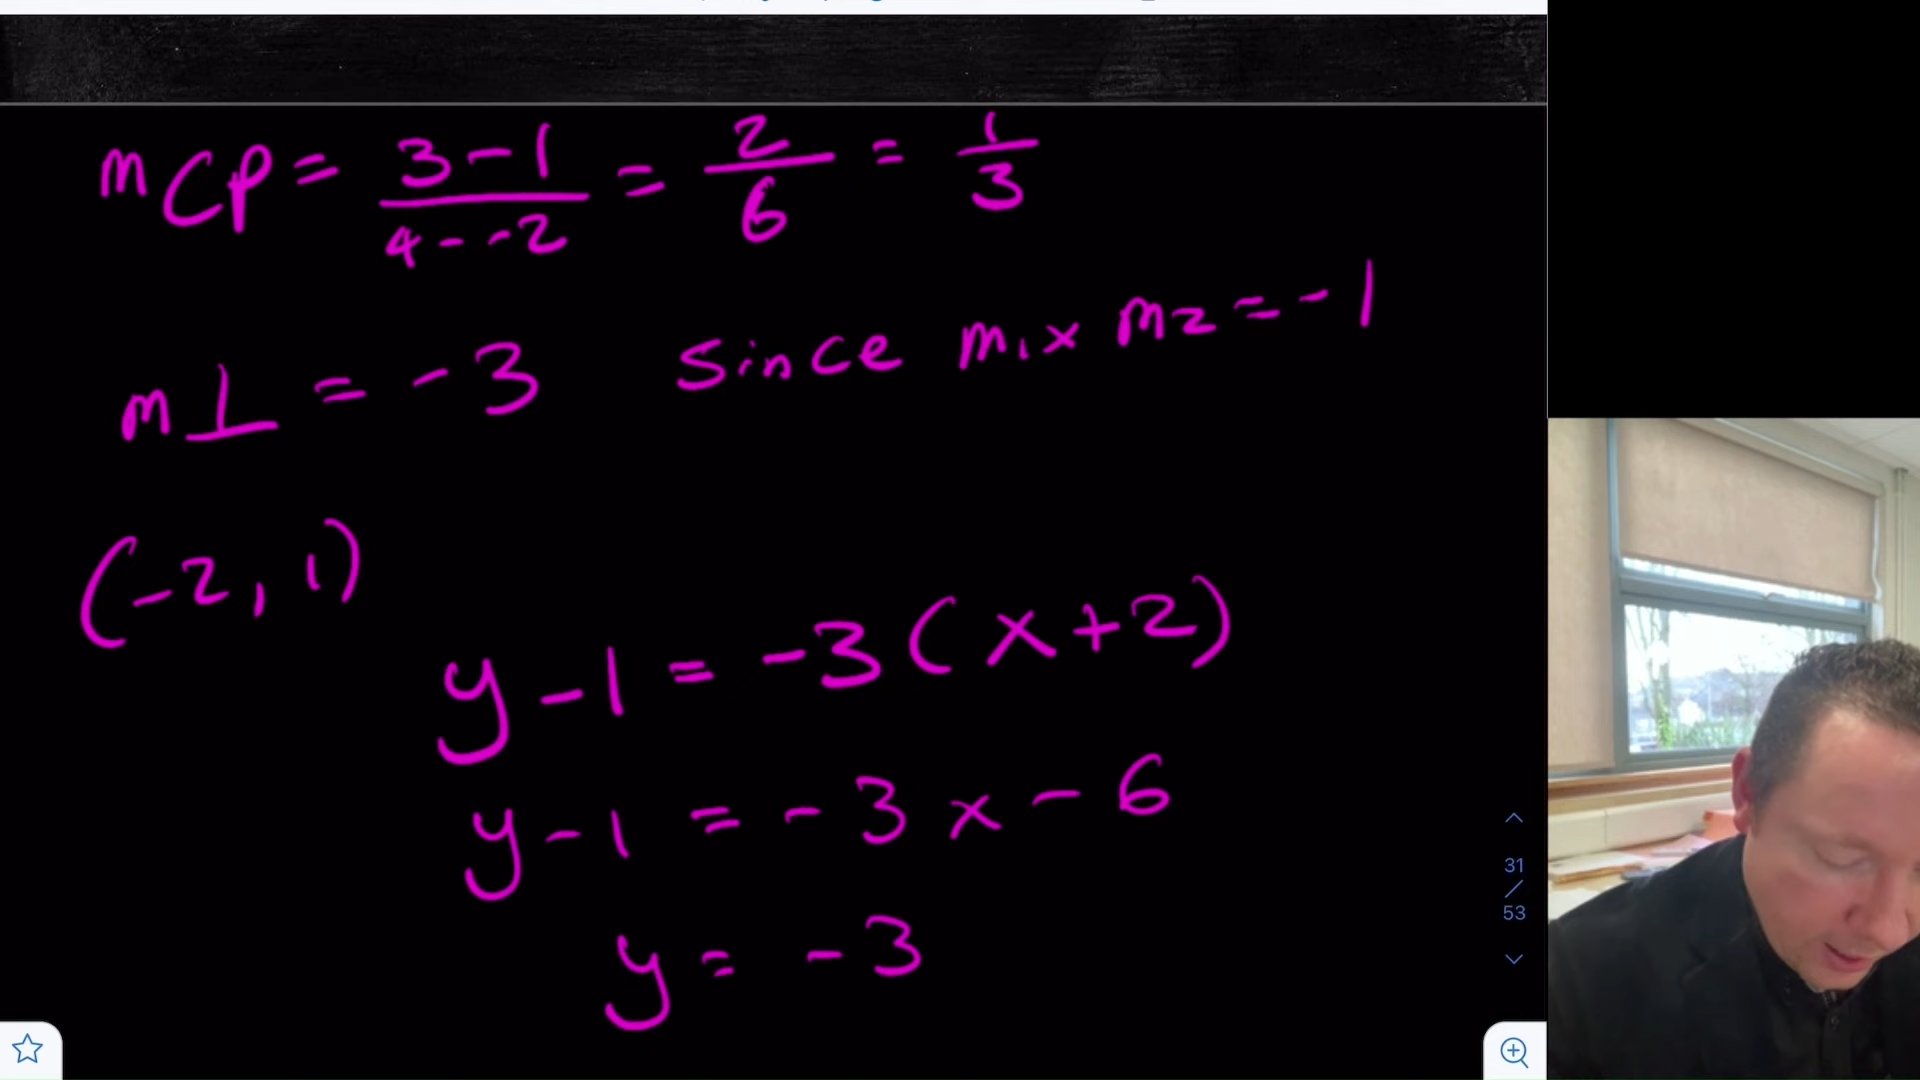 mCP = 3-1/4--2 = 2/6 = 1/3
m⊥ = -3 since m₁ x m2 = -1
(-2, 1)
y-1 = -3(x+2)
y-1 = -3x-6
y = -3
31
/
53